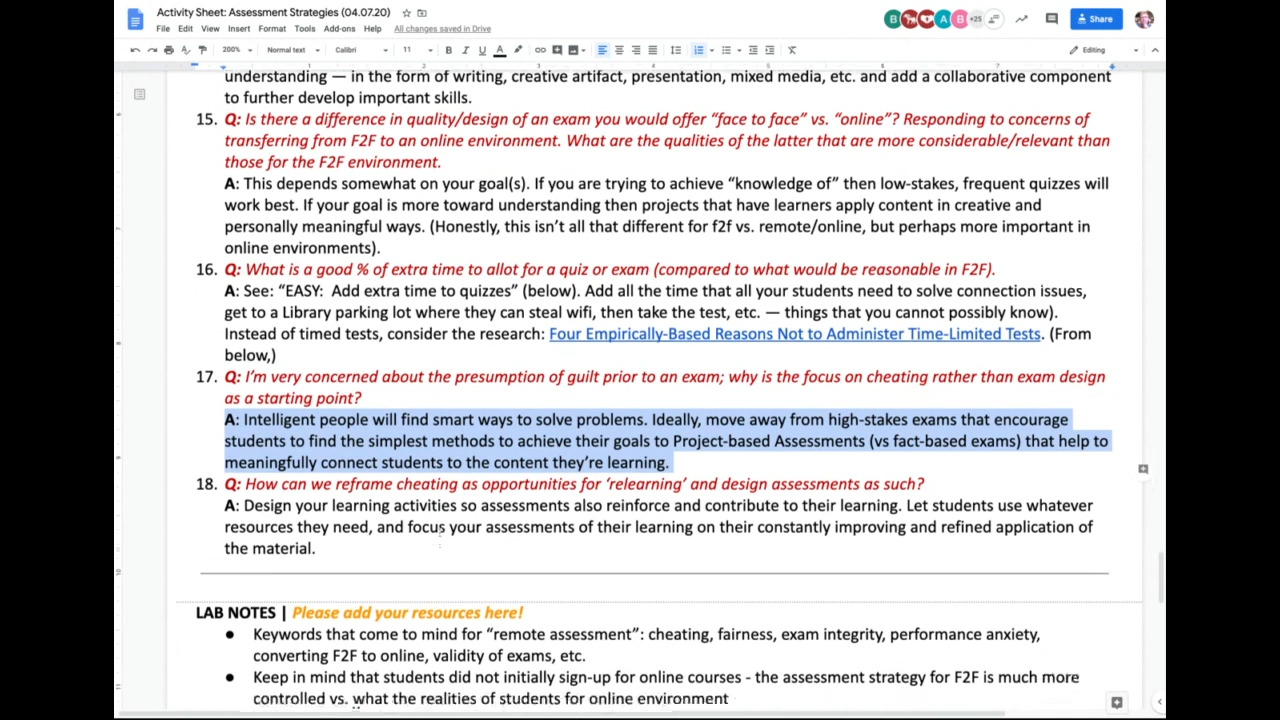 Activity Sheet: Assessment Strategies (04.07.20)
File Edit View Insert Format Tools Add-ons Help All changes saved in Drive
B A B +25 Share
200% Normal text Calibri 11 B I U A Editing
understanding — in the form of writing, creative artifact, presentation, mixed media, etc. and add a collaborative component
to further develop important skills.
15. Q: Is there a difference in quality/design of an exam you would offer “face to face” vs. “online”? Responding to concerns of
transferring from F2F to an online environment. What are the qualities of the latter that are more considerable/relevant than
those for the F2F environment.
A: This depends somewhat on your goal(s). If you are trying to achieve “knowledge of” then low-stakes, frequent quizzes will
work best. If your goal is more toward understanding then projects that have learners apply content in creative and
personally meaningful ways. (Honestly, this isn’t all that different for f2f vs. remote/online, but perhaps more important in
online environments).
16. Q: What is a good % of extra time to allot for a quiz or exam (compared to what would be reasonable in F2F).
A: See: “EASY: Add extra time to quizzes” (below). Add all the time that all your students need to solve connection issues,
get to a Library parking lot where they can steal wifi, then take the test, etc. — things that you cannot possibly know).
Instead of timed tests, consider the research: Four Empirically-Based Reasons Not to Administer Time-Limited Tests. (From
below,)
17. Q: I’m very concerned about the presumption of guilt prior to an exam; why is the focus on cheating rather than exam design
as a starting point?
A: Intelligent people will find smart ways to solve problems. Ideally, move away from high-stakes exams that encourage
students to find the simplest methods to achieve their goals to Project-based Assessments (vs fact-based exams) that help to
meaningfully connect students to the content they’re learning.
18. Q: How can we reframe cheating as opportunities for ‘relearning’ and design assessments as such?
A: Design your learning activities so assessments also reinforce and contribute to their learning. Let students use whatever
resources they need, and focus your assessments of their learning on their constantly improving and refined application of
the material.
LAB NOTES | Please add your resources here!
● Keywords that come to mind for “remote assessment”: cheating, fairness, exam integrity, performance anxiety,
converting F2F to online, validity of exams, etc.
● Keep in mind that students did not initially sign-up for online courses - the assessment strategy for F2F is much more
controlled vs. what the realities of students for online environment